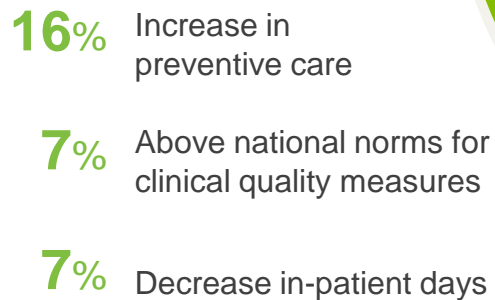 16% Increase in
preventive care
7% Above national norms for
clinical quality measures
7% Decrease in-patient days